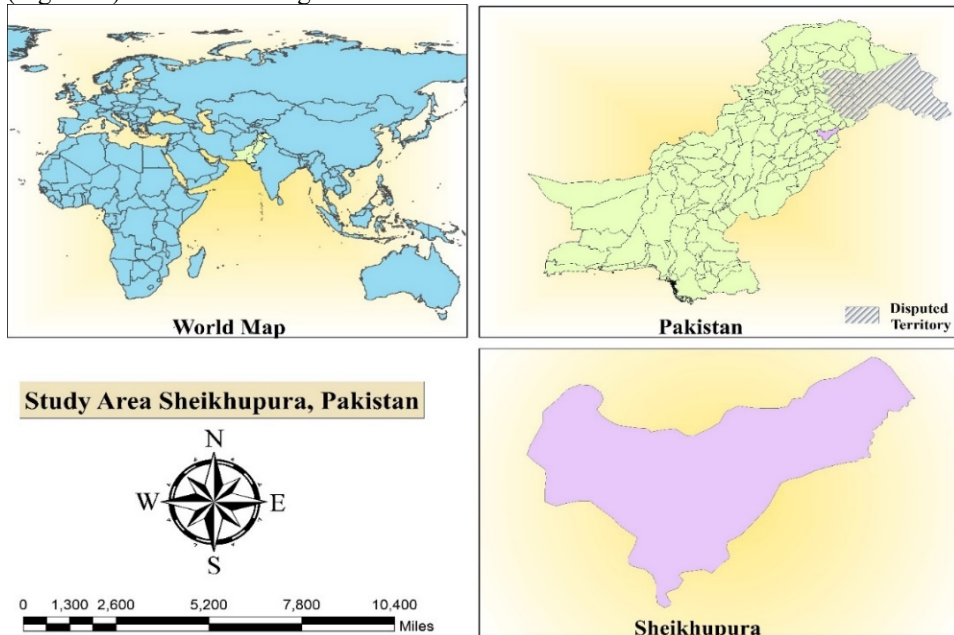 World Map
Disputed
Territory
Pakistan
Study Area Sheikhupura, Pakistan
N
W
E
S
0 1,300 2,600 5,200 7,800 10,400
Miles
Sheikhupura